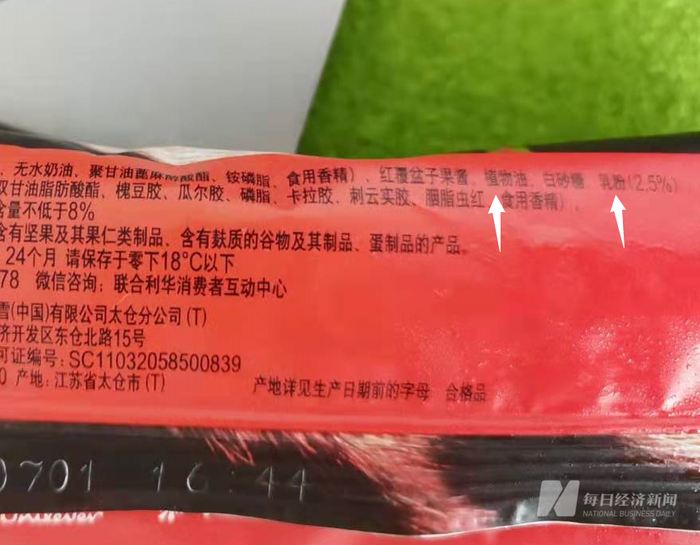 、无水奶油、聚甘油蓖麻醇酸酯、铵磷脂、食用香精）、红覆盆子果酱、植物油、白砂糖、乳粉(2.5%)
双甘油脂肪酸酯、槐豆胶、瓜尔胶、磷脂、卡拉胶、刺云实胶、胭脂虫红、食用香精）。
含量不低于8%
含有坚果及其果仁类制品、含有麸质的谷物及其制品、蛋制品的产品。
24个月 请保存于零下18°C以下
78 微信咨询：联合利华消费者互动中心
雪(中国)有限公司太仓分公司 (T)
济开发区东仓北路15号
可证编号: SC11032058500839
0 产地: 江苏省太仓市 (T)
产地详见生产日期前的字母 合格品
0701 16:44
Unilever
每日经济新闻
NATIONAL BUSINESS DAILY